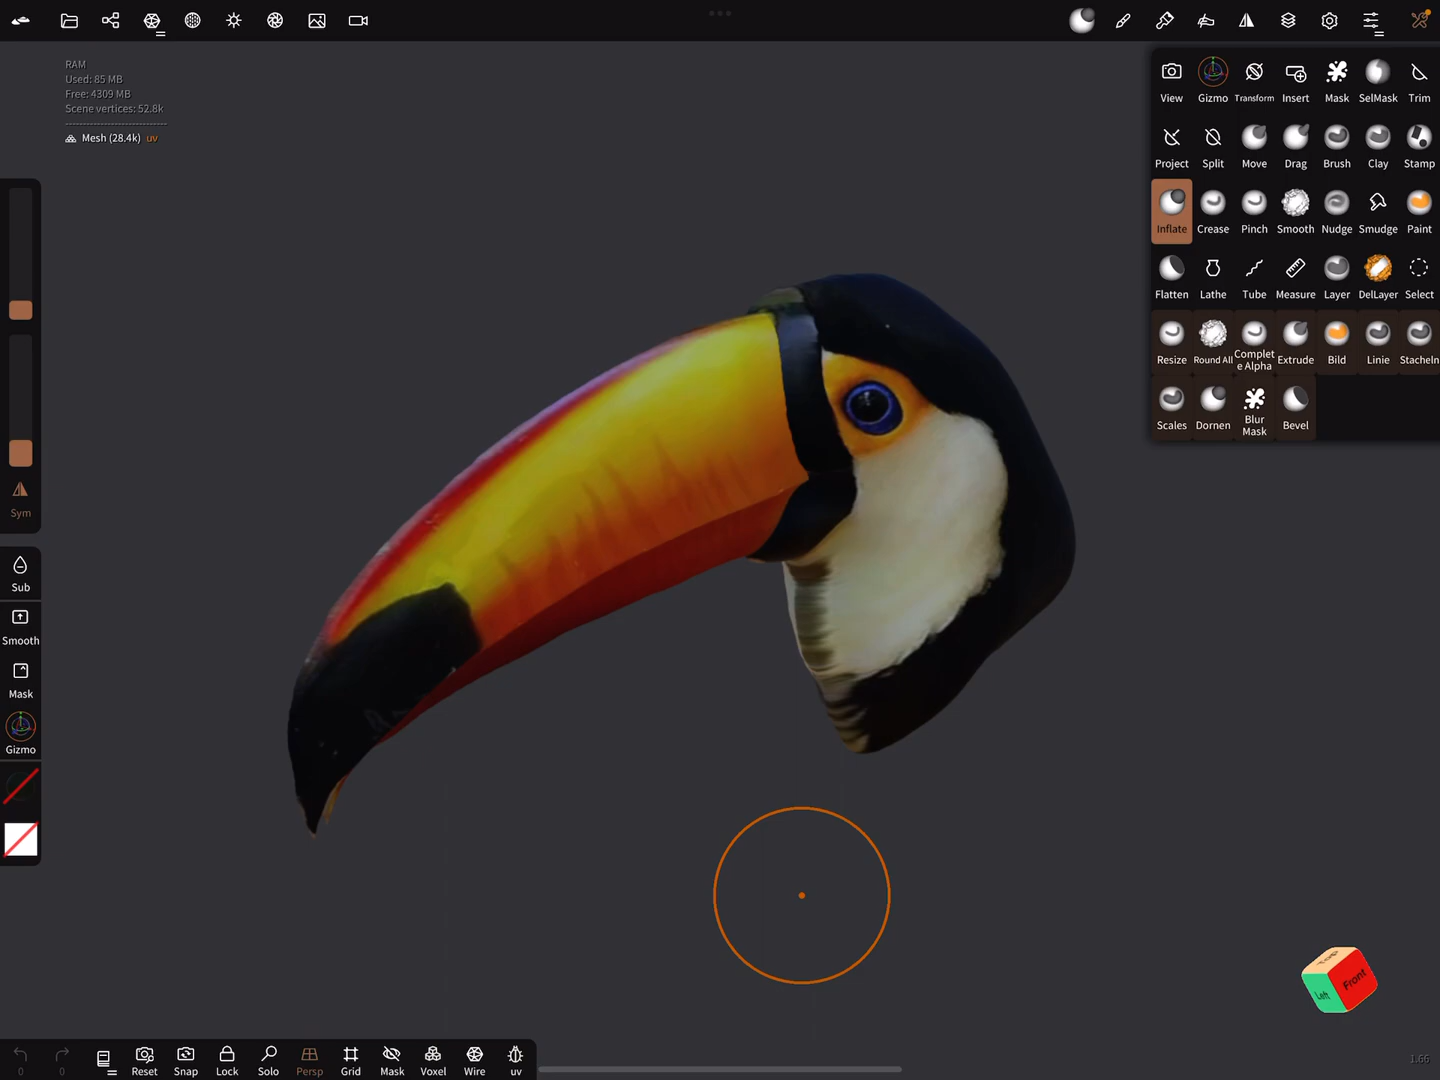 RAM
Used: 85 MB
Free: 4309 MB
Scene vertices: 52.8k
Mesh (28.4k) uv
View Gizmo Transform Insert Mask SelMask Trim
Project Split Move Drag Brush Clay Stamp
Inflate Crease Pinch Smooth Nudge Smudge Paint
Flatten Lathe Tube Measure Layer DelLayer Select
Resize Round All Complet e Alpha Extrude Bild Linie Stacheln
Scales Dornen Blur Mask Bevel
Sym
Sub
Smooth
Mask
Gizmo
Top
Left Front
0 0 Reset Snap Lock Solo Persp Grid Mask Voxel Wire uv
1.66